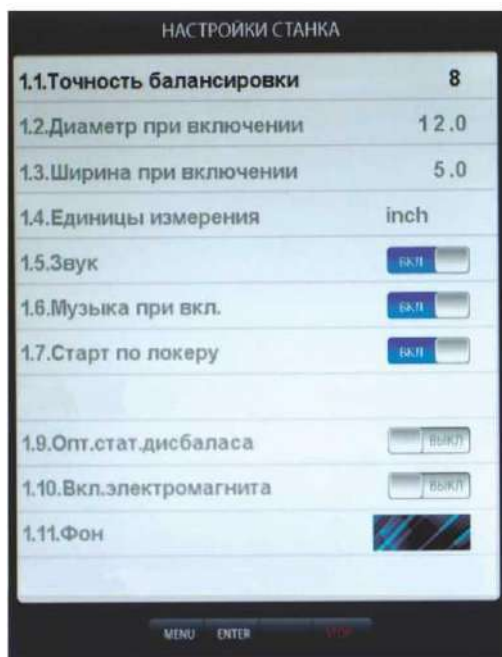 НАСТРОЙКИ СТАНКА
1.1.Точность балансировки 8
1.2.Диаметр при включении 12.0
1.3.Ширина при включении 5.0
1.4.Единицы измерения inch
1.5.Звук ВКЛ
1.6.Музыка при вкл. ВКЛ
1.7.Старт по локеру ВКЛ
1.9.Опт.стат.дисбаласа ВЫКЛ
1.10.Вкл.электромагнита ВЫКЛ
1.11.Фон
MENU ENTER STOP